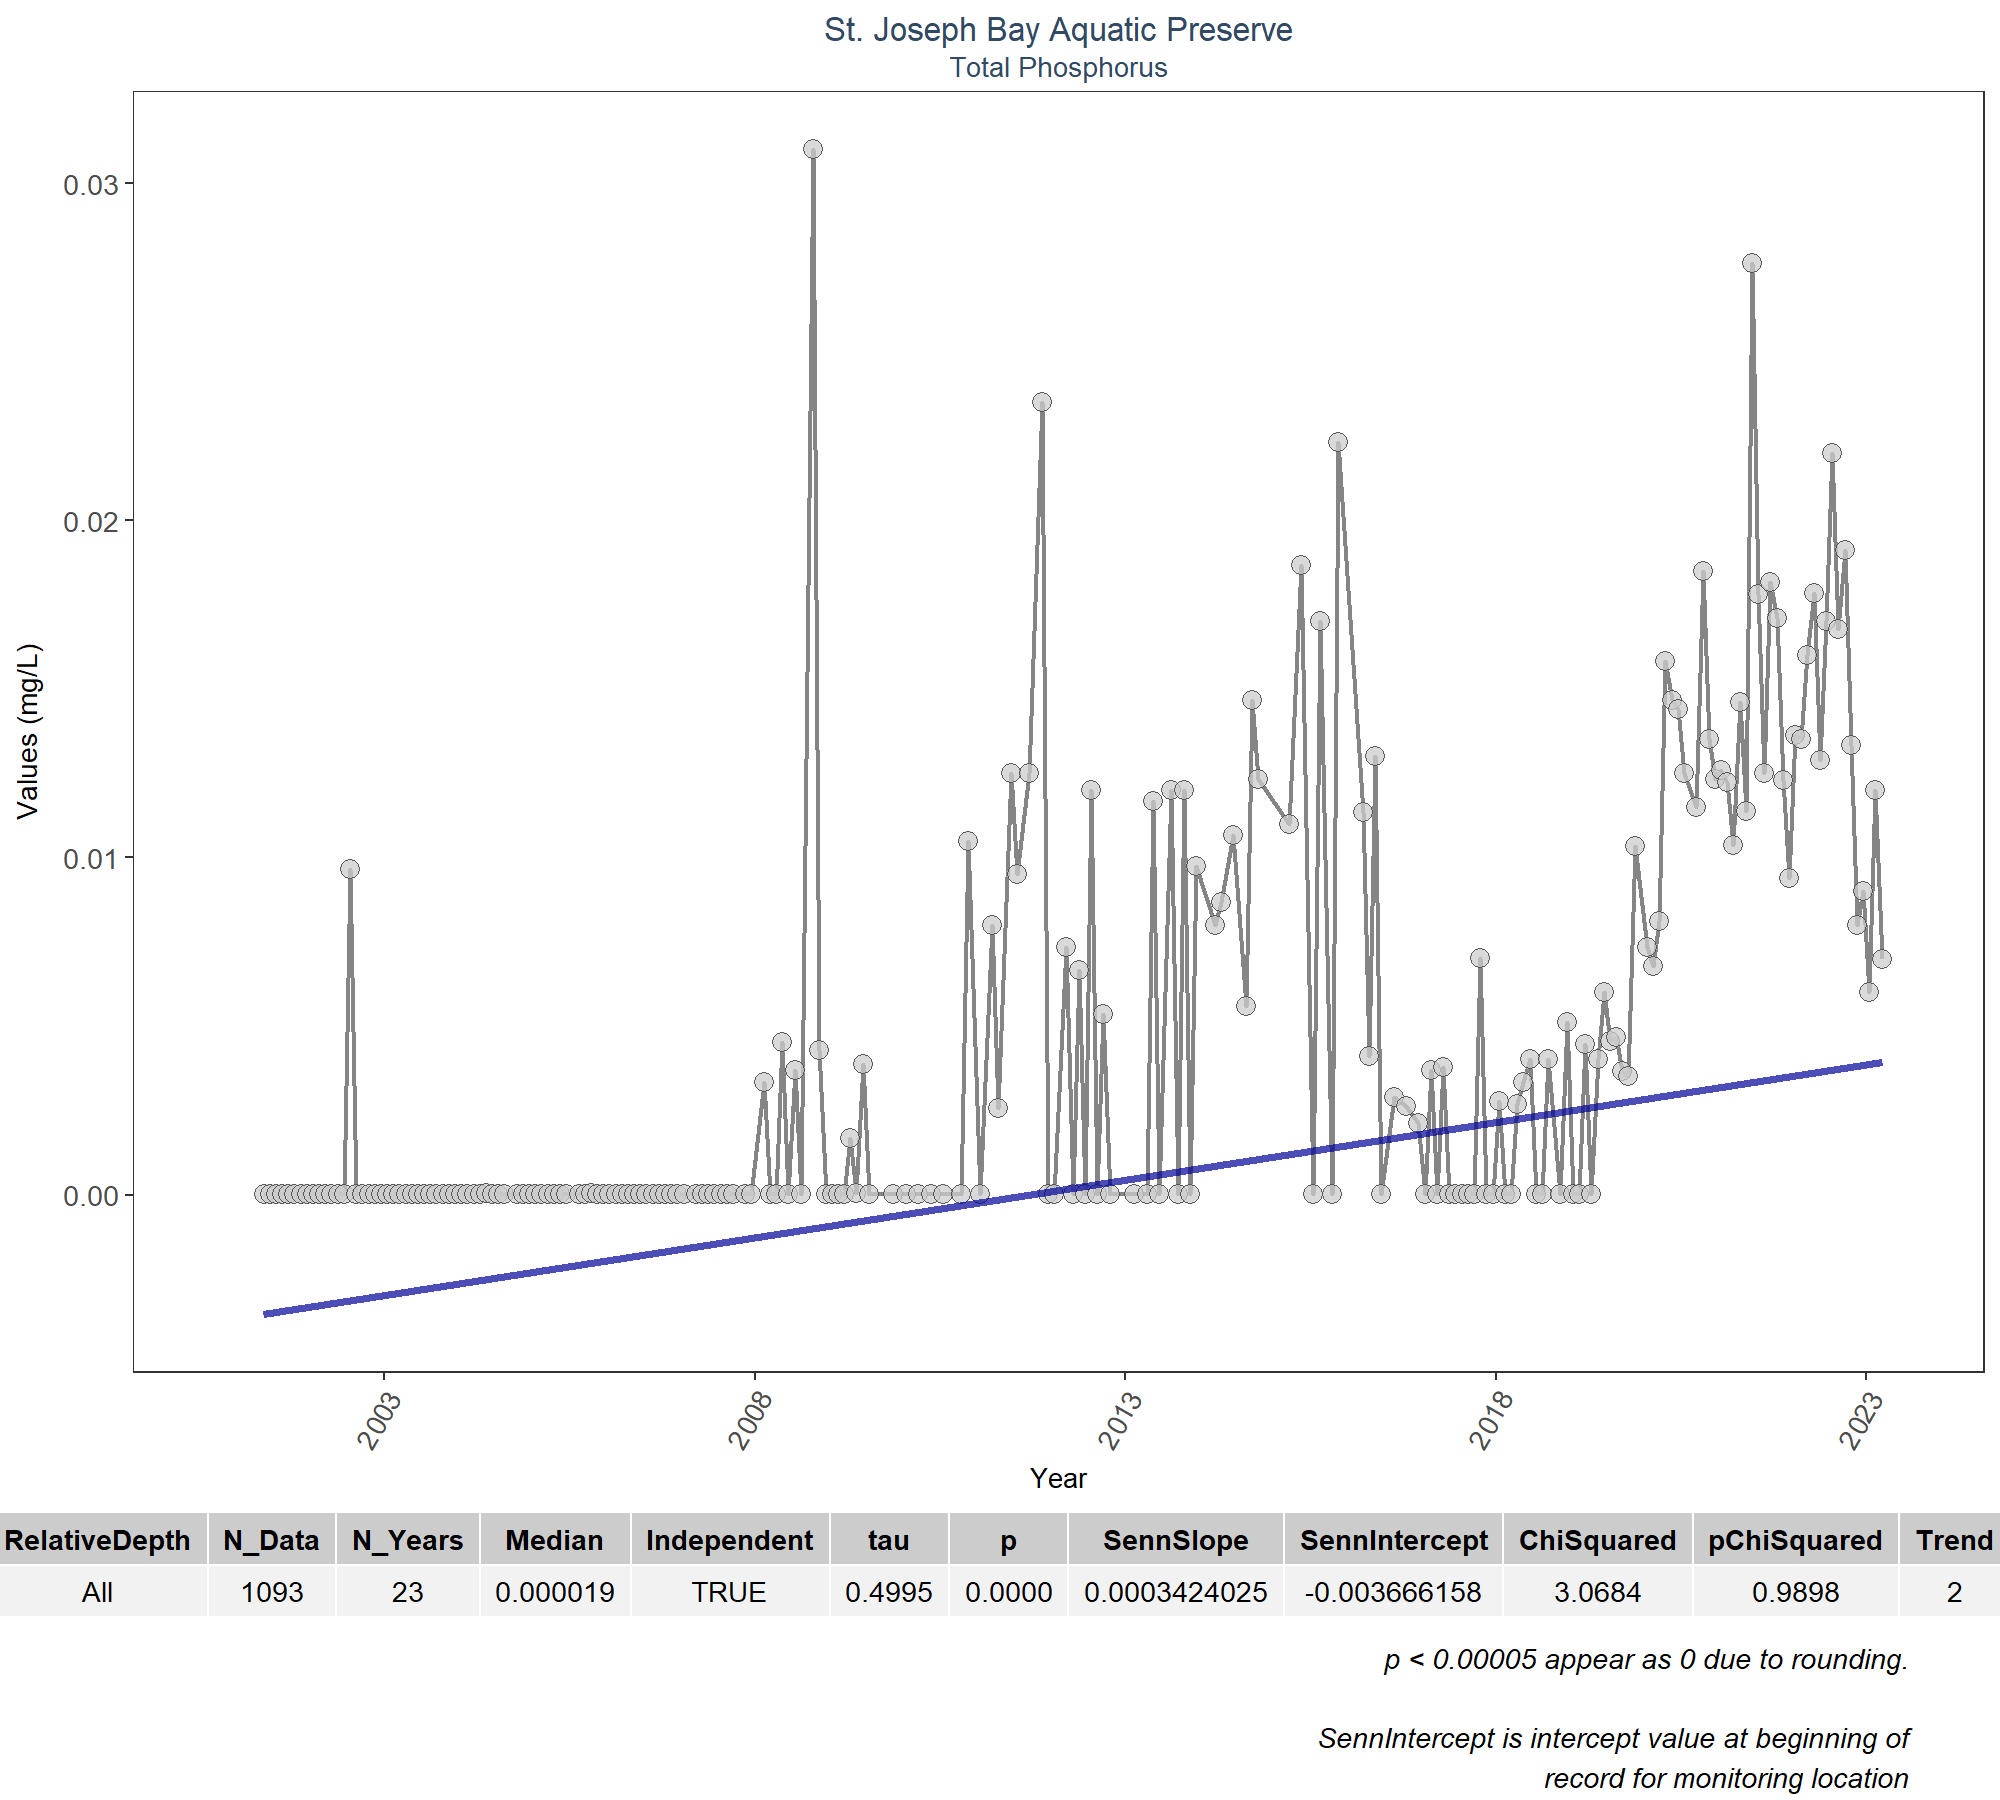 St. Joseph Bay Aquatic Preserve
Total Phosphorus
0.03
0.02
0.01
0.00
Values (mg/L)
2003 2008 2013 2018 2023
Year
RelativeDepth N_Data N_Years Median Independent tau p SennSlope SennIntercept ChiSquared pChiSquared Trend
All 1093 23 0.000019 TRUE 0.4995 0.0000 0.0003424025 -0.003666158 3.0684 0.9898 2
p < 0.00005 appear as 0 due to rounding.
SennIntercept is intercept value at beginning of
record for monitoring location